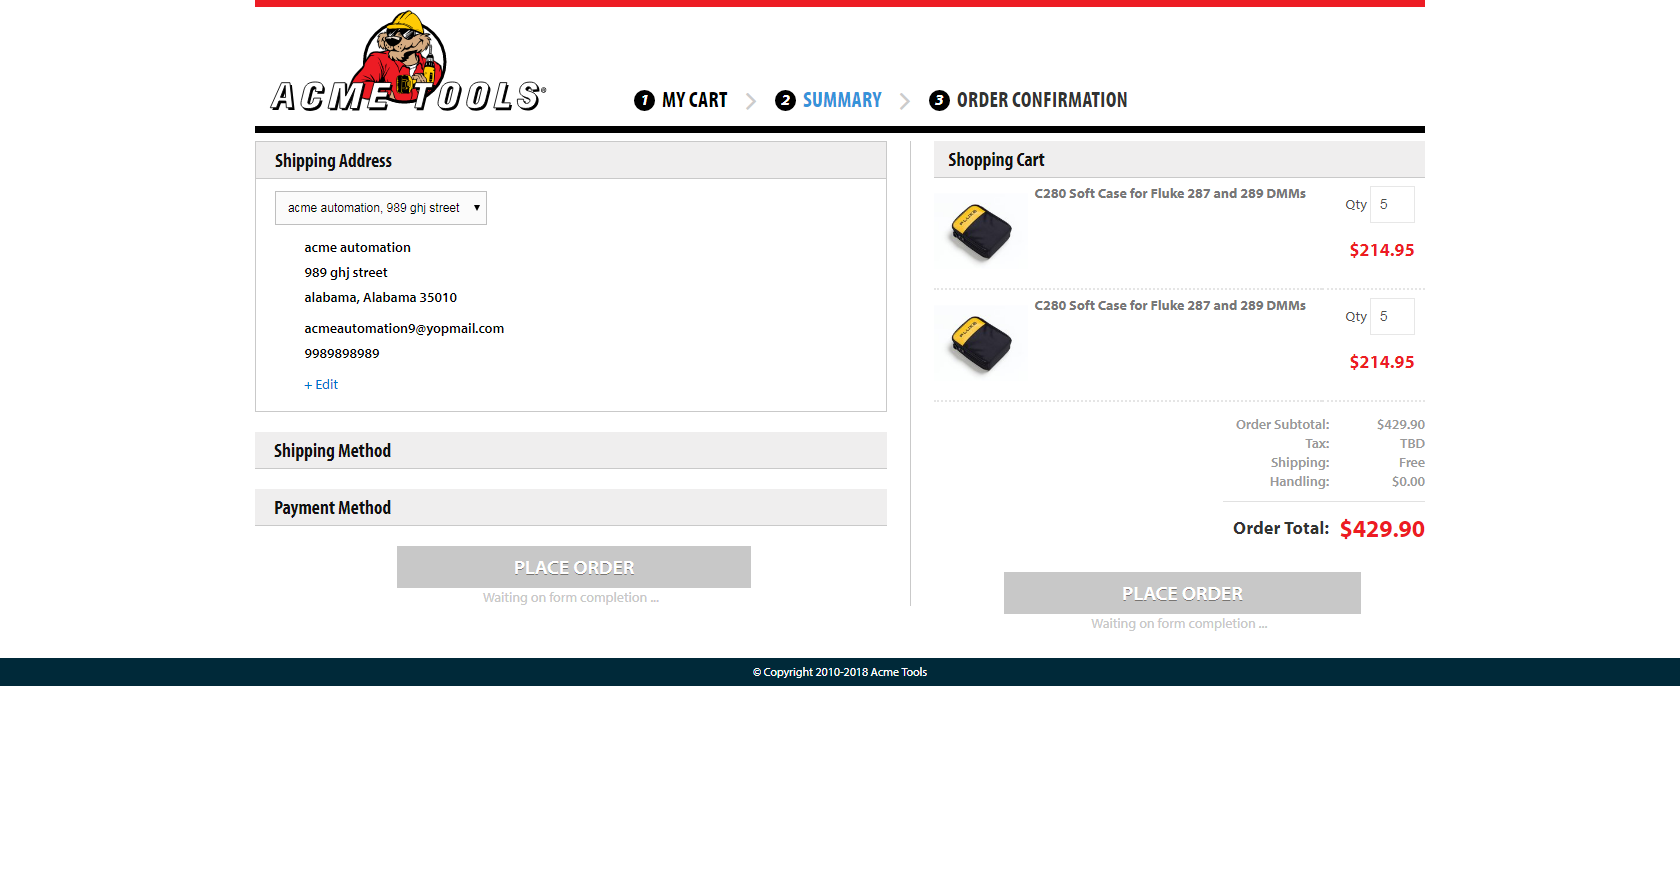 ACME TOOLS®
1 MY CART 2 SUMMARY 3 ORDER CONFIRMATION
Shipping Address
acme automation, 989 ghj street
acme automation
989 ghj street
alabama, Alabama 35010
acmeautomation9@yopmail.com
9989898989
+ Edit
Shipping Method
Payment Method
PLACE ORDER
Waiting on form completion ...
Shopping Cart
FLUKE
C280 Soft Case for Fluke 287 and 289 DMMs
Qty 5
$214.95
FLUKE
C280 Soft Case for Fluke 287 and 289 DMMs
Qty 5
$214.95
Order Subtotal: $429.90
Tax: TBD
Shipping: Free
Handling: $0.00
Order Total: $429.90
PLACE ORDER
Waiting on form completion ...
© Copyright 2010-2018 Acme Tools